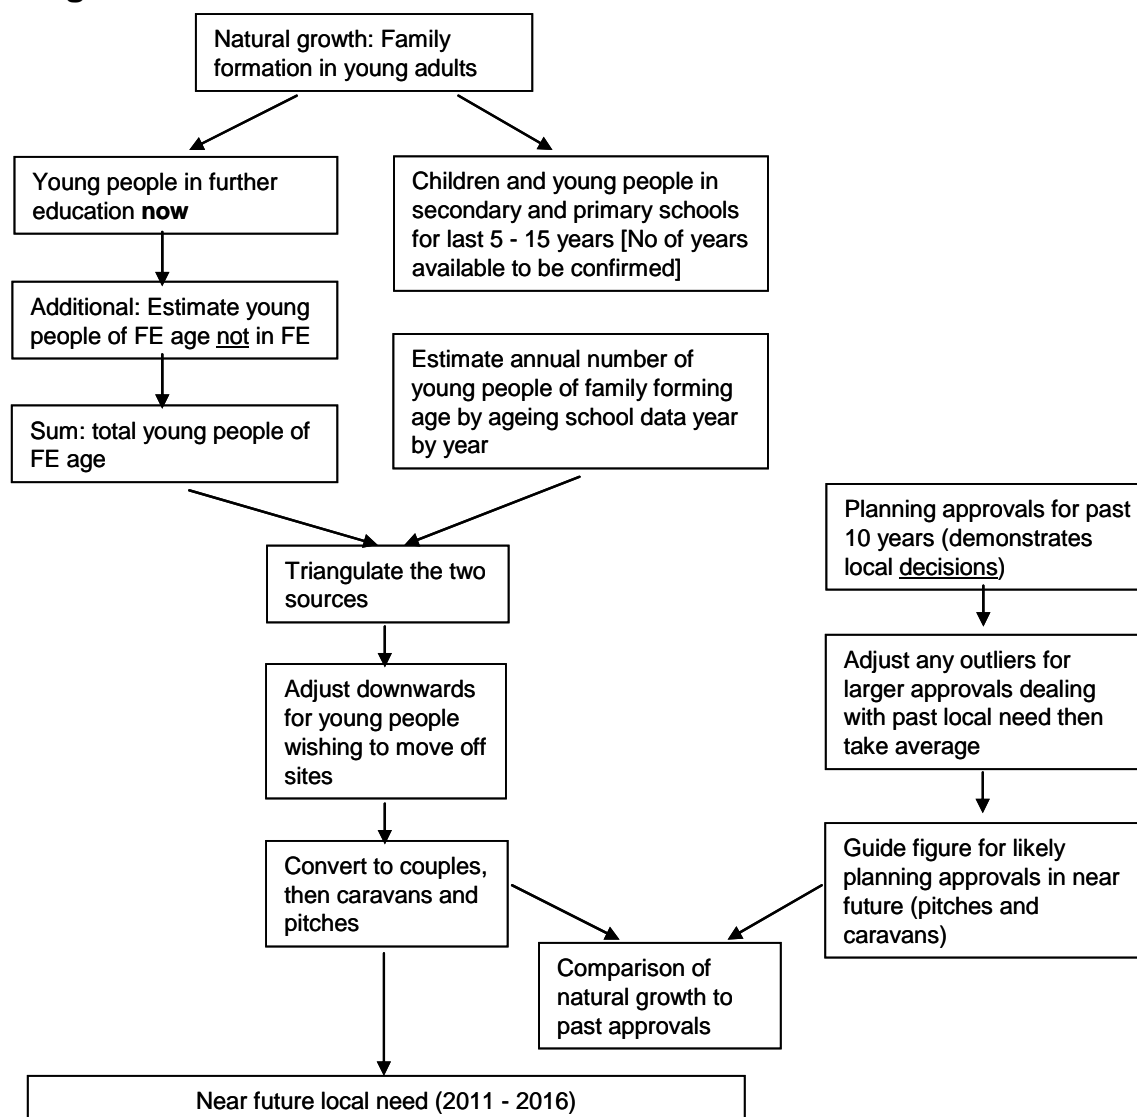 Natural growth: Family
formation in young adults
Young people in further
education now
Children and young people in
secondary and primary schools
for last 5 - 15 years [No of years
available to be confirmed]
Additional: Estimate young
people of FE age not in FE
Estimate annual number of
young people of family forming
age by ageing school data year
by year
Sum: total young people of
FE age
Planning approvals for past
10 years (demonstrates
local decisions)
Triangulate the two
sources
Adjust any outliers for
larger approvals dealing
with past local need then
take average
Adjust downwards
for young people
wishing to move off
sites
Guide figure for likely
planning approvals in near
future (pitches and
caravans)
Convert to couples,
then caravans and
pitches
Comparison of
natural growth to
past approvals
Near future local need (2011 - 2016)